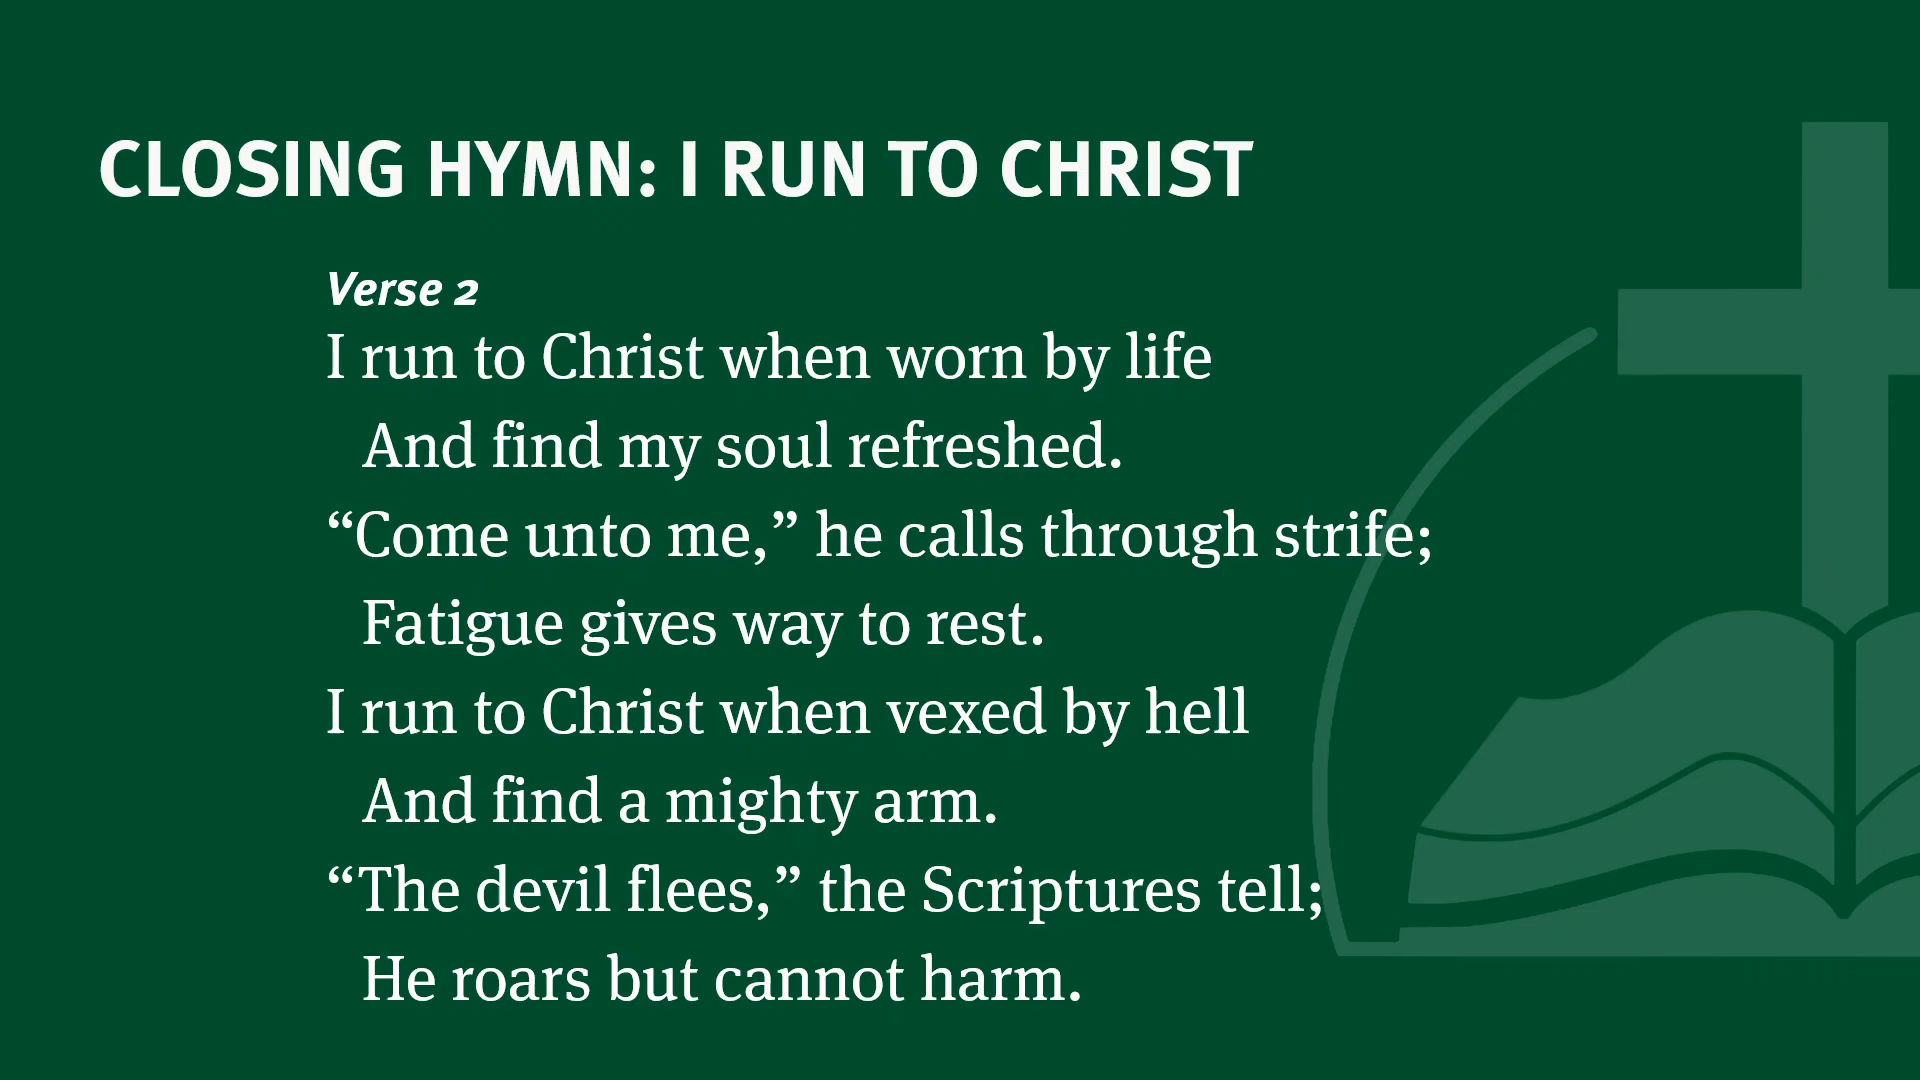 CLOSING HYMN: I RUN TO CHRIST
Verse 2
I run to Christ when worn by life
And find my soul refreshed.
“Come unto me,” he calls through strife;
Fatigue gives way to rest.
I run to Christ when vexed by hell
And find a mighty arm.
“The devil flees,” the Scriptures tell;
He roars but cannot harm.